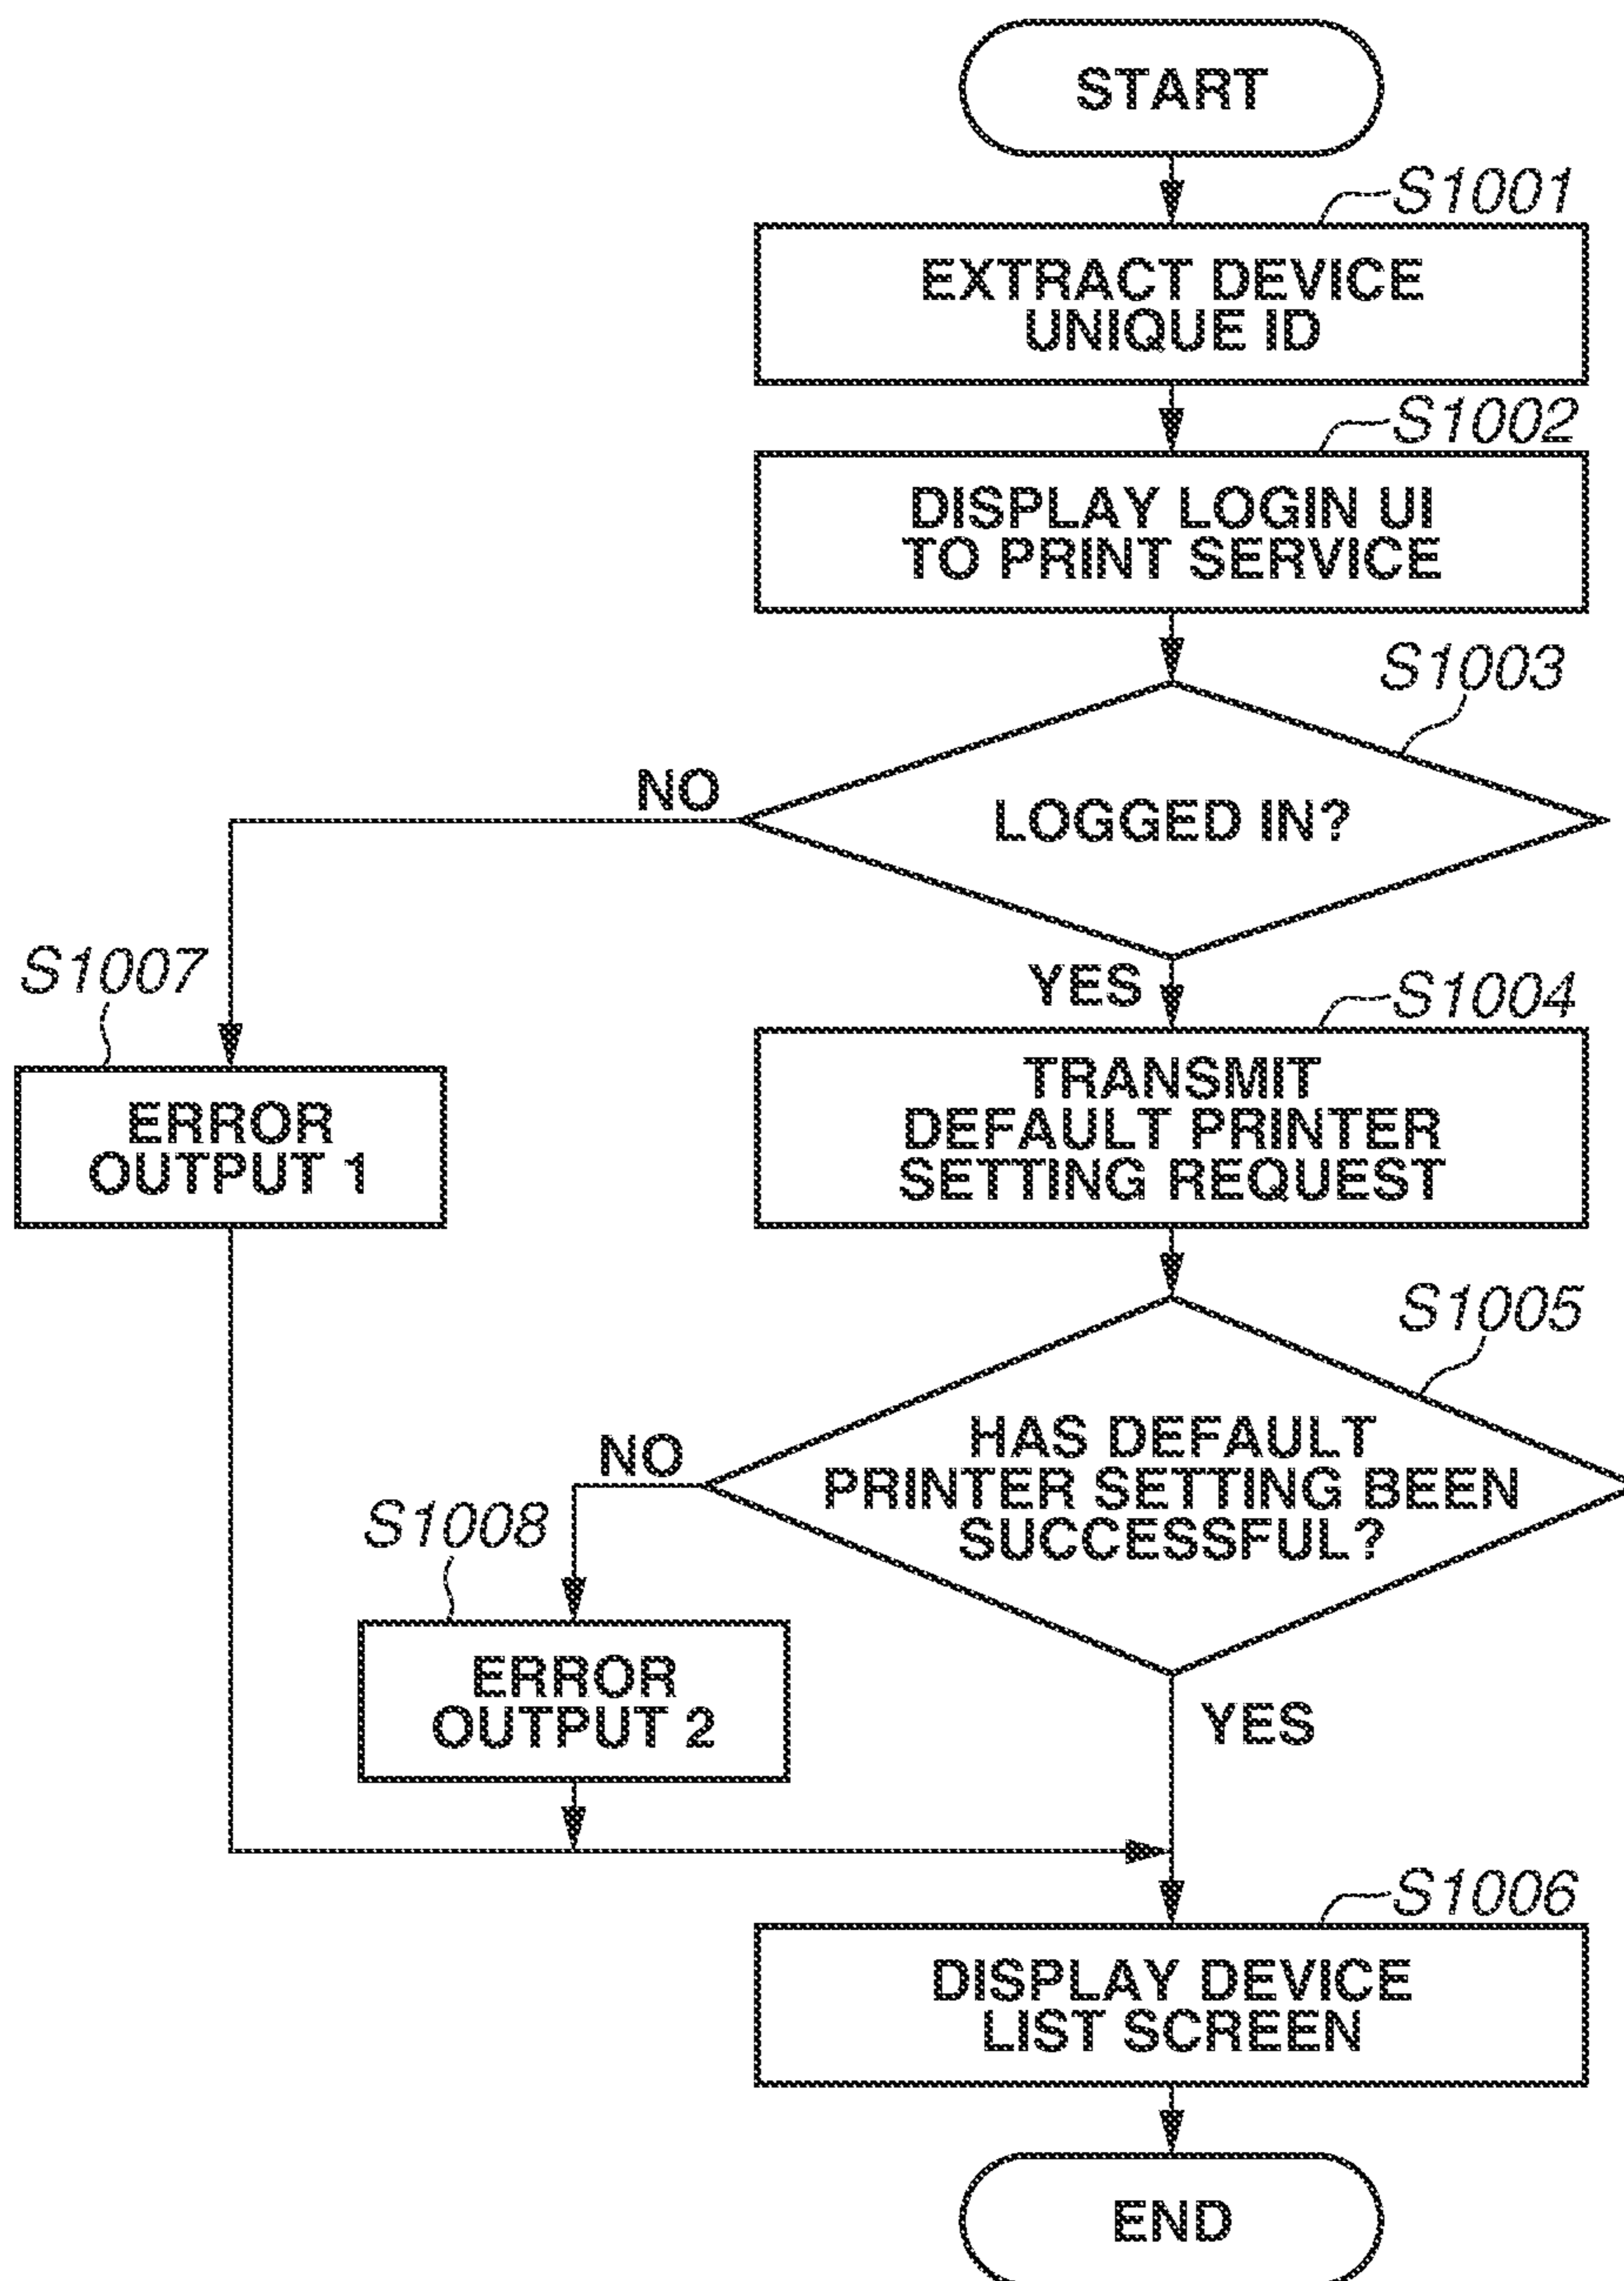 START
S1001
EXTRACT DEVICE
UNIQUE ID
S1002
DISPLAY LOGIN UI
TO PRINT SERVICE
S1003
LOGGED IN?
NO
YES
S1004
TRANSMIT
DEFAULT PRINTER
SETTING REQUEST
S1007
ERROR
OUTPUT 1
S1005
HAS DEFAULT
PRINTER SETTING BEEN
SUCCESSFUL?
NO
S1008
ERROR
OUTPUT 2
YES
S1006
DISPLAY DEVICE
LIST SCREEN
END